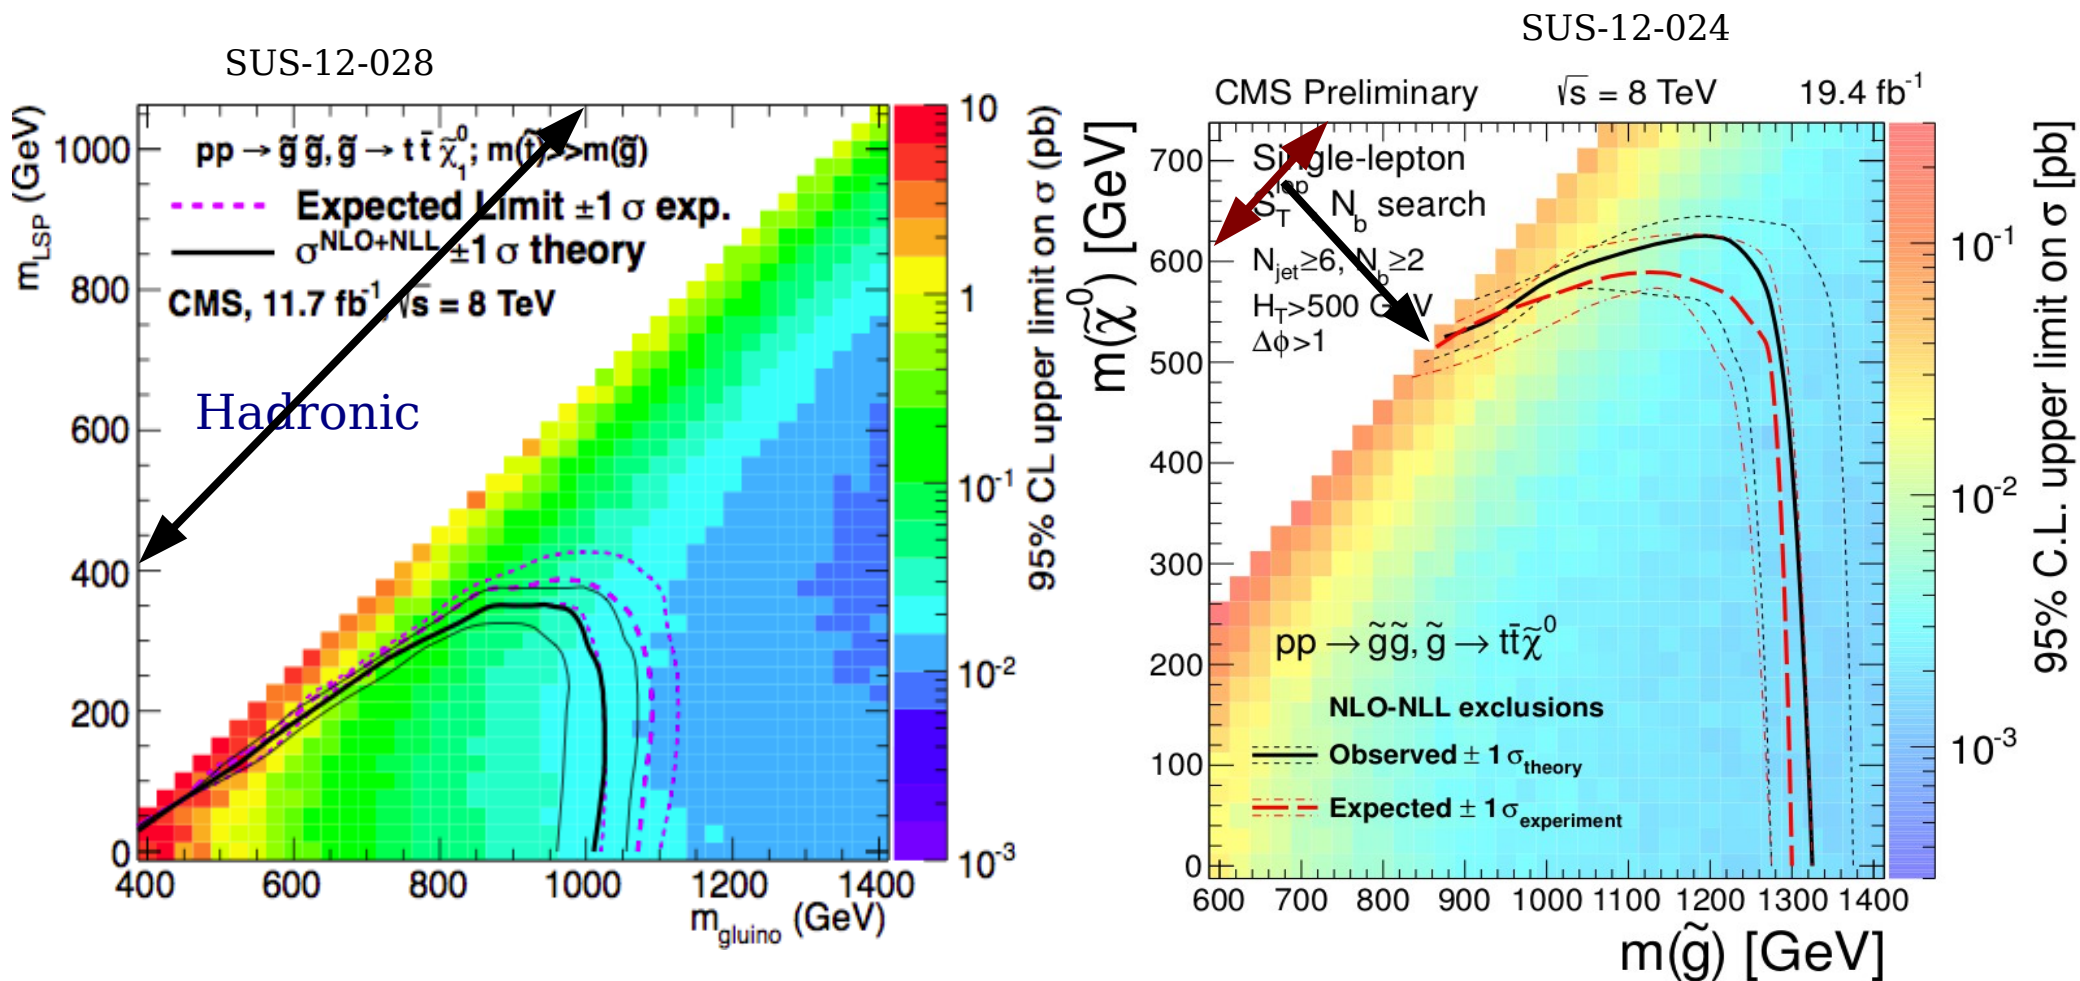 SUS-12-028
pp → g̃ g̃, g̃ → t t̄ χ̃⁰₁; m(t̃)>>m(g̃)
Expected Limit ±1 σ exp.
σ^NLO+NLL ±1 σ theory
CMS, 11.7 fb⁻¹, √s = 8 TeV
Hadronic
m_LSP (GeV)
1000
800
600
400
200
0
400 600 800 1000 1200 1400
m_gluino (GeV)
10
1
10⁻¹
10⁻²
10⁻³
95% CL upper limit on σ (pb)
SUS-12-024
CMS Preliminary √s = 8 TeV 19.4 fb⁻¹
Single-lepton
S_T^lep N_b search
N_jet≥6, N_b≥2
H_T>500 GeV
Δϕ>1
pp → g̃g̃, g̃ → tt̄χ̃⁰
NLO-NLL exclusions
Observed ± 1 σ_theory
Expected ± 1 σ_experiment
m(χ̃⁰) [GeV]
700
600
500
400
300
200
100
0
600 700 800 900 1000 1100 1200 1300 1400
m(g̃) [GeV]
10⁻¹
10⁻²
10⁻³
95% C.L. upper limit on σ [pb]